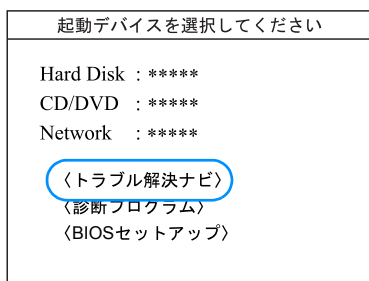 起動デバイスを選択してください
Hard Disk : *****
CD/DVD : *****
Network : *****
〈トラブル解決ナビ〉
〈診断プログラム〉
〈BIOSセットアップ〉